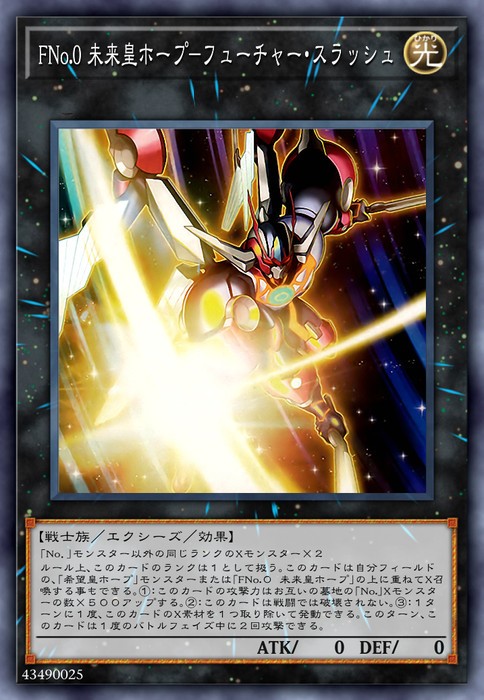 FNo.0 未来皇ホープ-フューチャー・スラッシュ
光
ひかり
【戦士族／エクシーズ／効果】
「No.」モンスター以外の同じランクのXモンスター×2
ルール上、このカードのランクは１として扱う。このカードは自分フィールド
の、「希望皇ホープ」モンスターまたは「FNo.0 未来皇ホープ」の上に重ねてX召
喚する事もできる。①：このカードの攻撃力はお互いの墓地の「No.」Xモンスター
の数×５００アップする。②：このカードは戦闘では破壊されない。③：１ター
ンに１度、このカードのX素材を１つ取り除いて発動できる。このターン、こ
のカードは１度のバトルフェイズ中に２回攻撃できる。
ATK/ 0 DEF/ 0
43490025